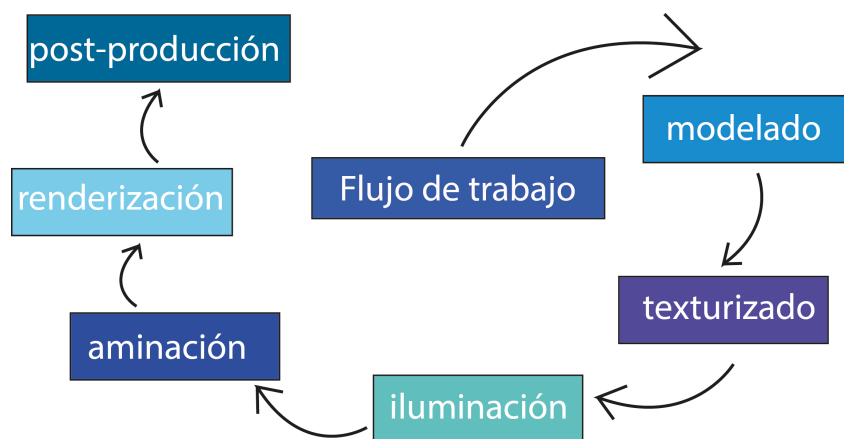 Flujo de trabajo
modelado
texturizado
iluminación
aminación
renderización
post-producción